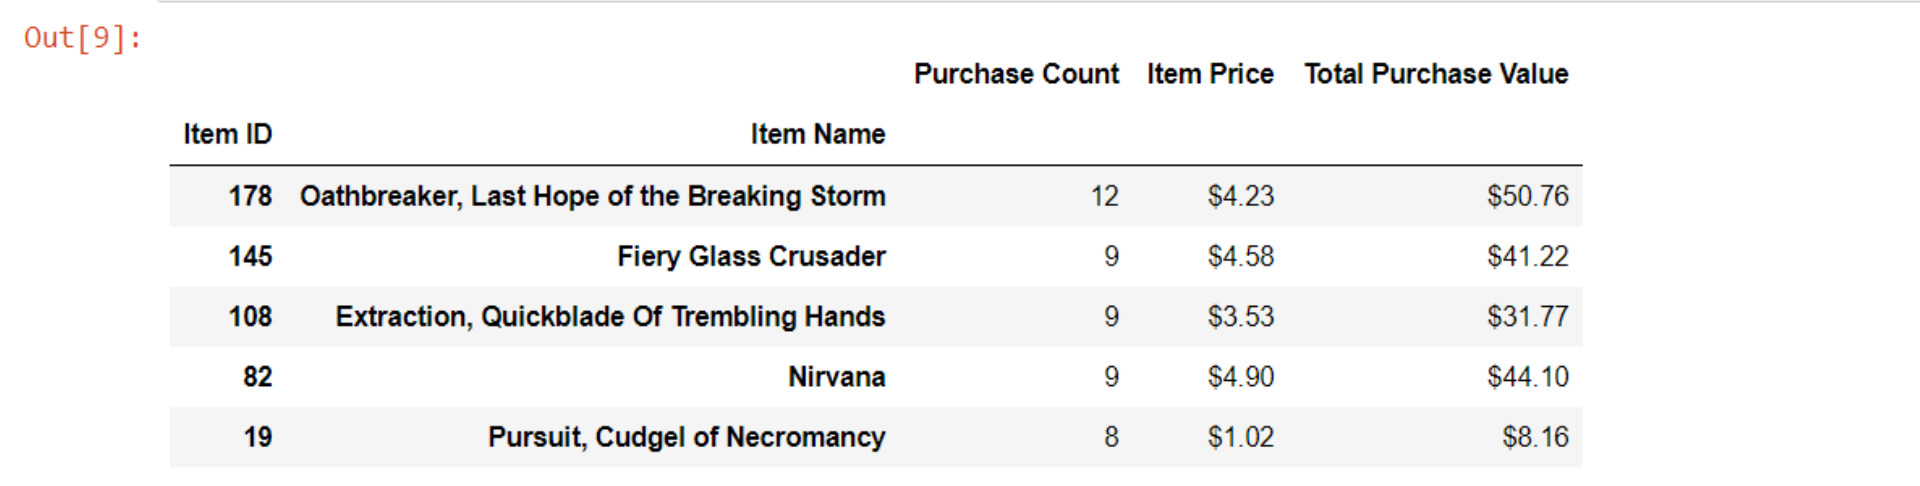 Out[9]:
Purchase Count Item Price Total Purchase Value
Item ID Item Name
178 Oathbreaker, Last Hope of the Breaking Storm 12 $4.23 $50.76
145 Fiery Glass Crusader 9 $4.58 $41.22
108 Extraction, Quickblade Of Trembling Hands 9 $3.53 $31.77
82 Nirvana 9 $4.90 $44.10
19 Pursuit, Cudgel of Necromancy 8 $1.02 $8.16